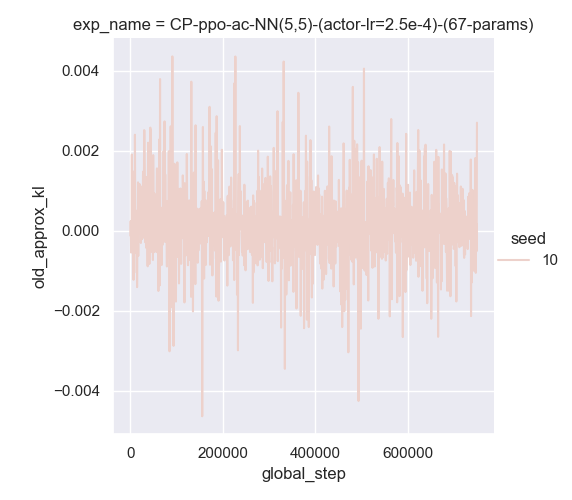 exp_name = CP-ppo-ac-NN(5,5)-(actor-lr=2.5e-4)-(67-params)
0.004
0.002
0.000
−0.002
−0.004
old_approx_kl
0
200000
400000
600000
global_step
seed
10